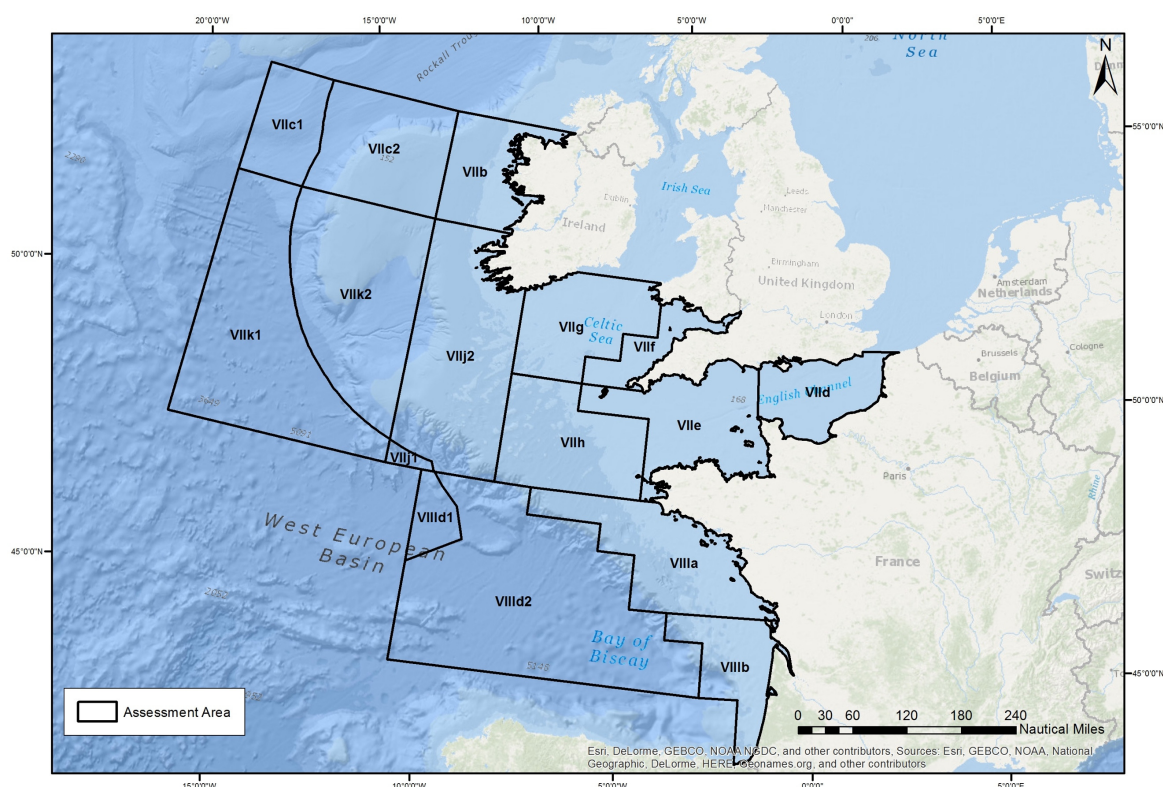 20°0'0"W 15°0'0"W 10°0'0"W 5°0'0"W 0°0'0" 5°0'0"E
North
Sea
206
N
Rockall Trou
55°0'0"N
VIIc1
VIIc2
152
VIIb
Irish Sea
Dublin
Leeds
Manchester
Ireland
Birmingham
United Kingdom
London
Amsterdam
Netherlands
50°0'0"N
VIIk2
VIIk1
VIIj2
VIIg
Celtic
Sea
VIIf
Brussels
Belgium
Cologne
50°0'0"N
English Channel
VIId
168
VIIe
VIIh
Paris
Rhine
VIIj1
VIIId1
West European
Basin
45°0'0"N
VIIIa
France
Switz
VIIId2
Bay of
Biscay
VIIIb
45°0'0"N
Assessment Area
0 30 60 120 180 240
Nautical Miles
Esri, DeLorme, GEBCO, NOAA NGDC, and other contributors, Sources: Esri, GEBCO, NOAA, National
Geographic, DeLorme, HERE, Geonames.org, and other contributors
15°0'0"W 10°0'0"W 5°0'0"W 0°0'0" 5°0'0"E